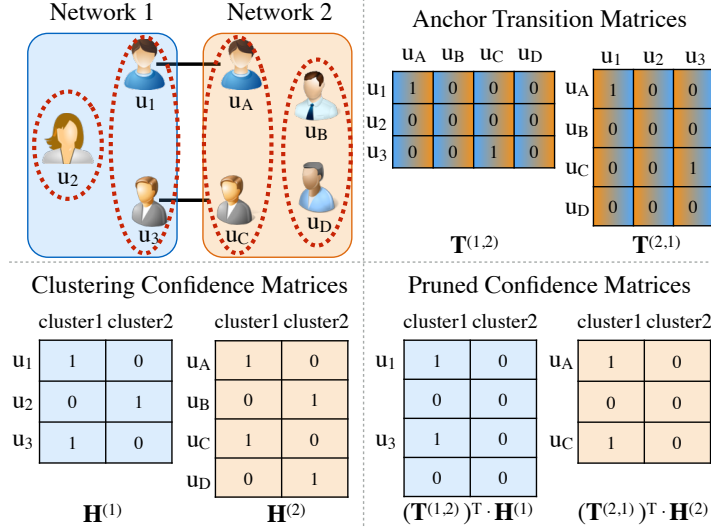 Network 1 Network 2
u1 uA
u2
uB
u3 uC
uD
Anchor Transition Matrices
uA uB uC uD
u1 1 0 0 0
u2 0 0 0 0
u3 0 0 1 0
T(1,2)
u1 u2 u3
uA 1 0 0
uB 0 0 0
uC 0 0 1
uD 0 0 0
T(2,1)
Clustering Confidence Matrices
cluster1 cluster2
u1 1 0
u2 0 1
u3 1 0
H(1)
cluster1 cluster2
uA 1 0
uB 0 1
uC 1 0
uD 0 1
H(2)
Pruned Confidence Matrices
cluster1 cluster2
u1 1 0
0 0
u3 1 0
0 0
(T(1,2) )T · H(1)
cluster1 cluster2
uA 1 0
0 0
uC 1 0
(T(2,1) )T · H(2)